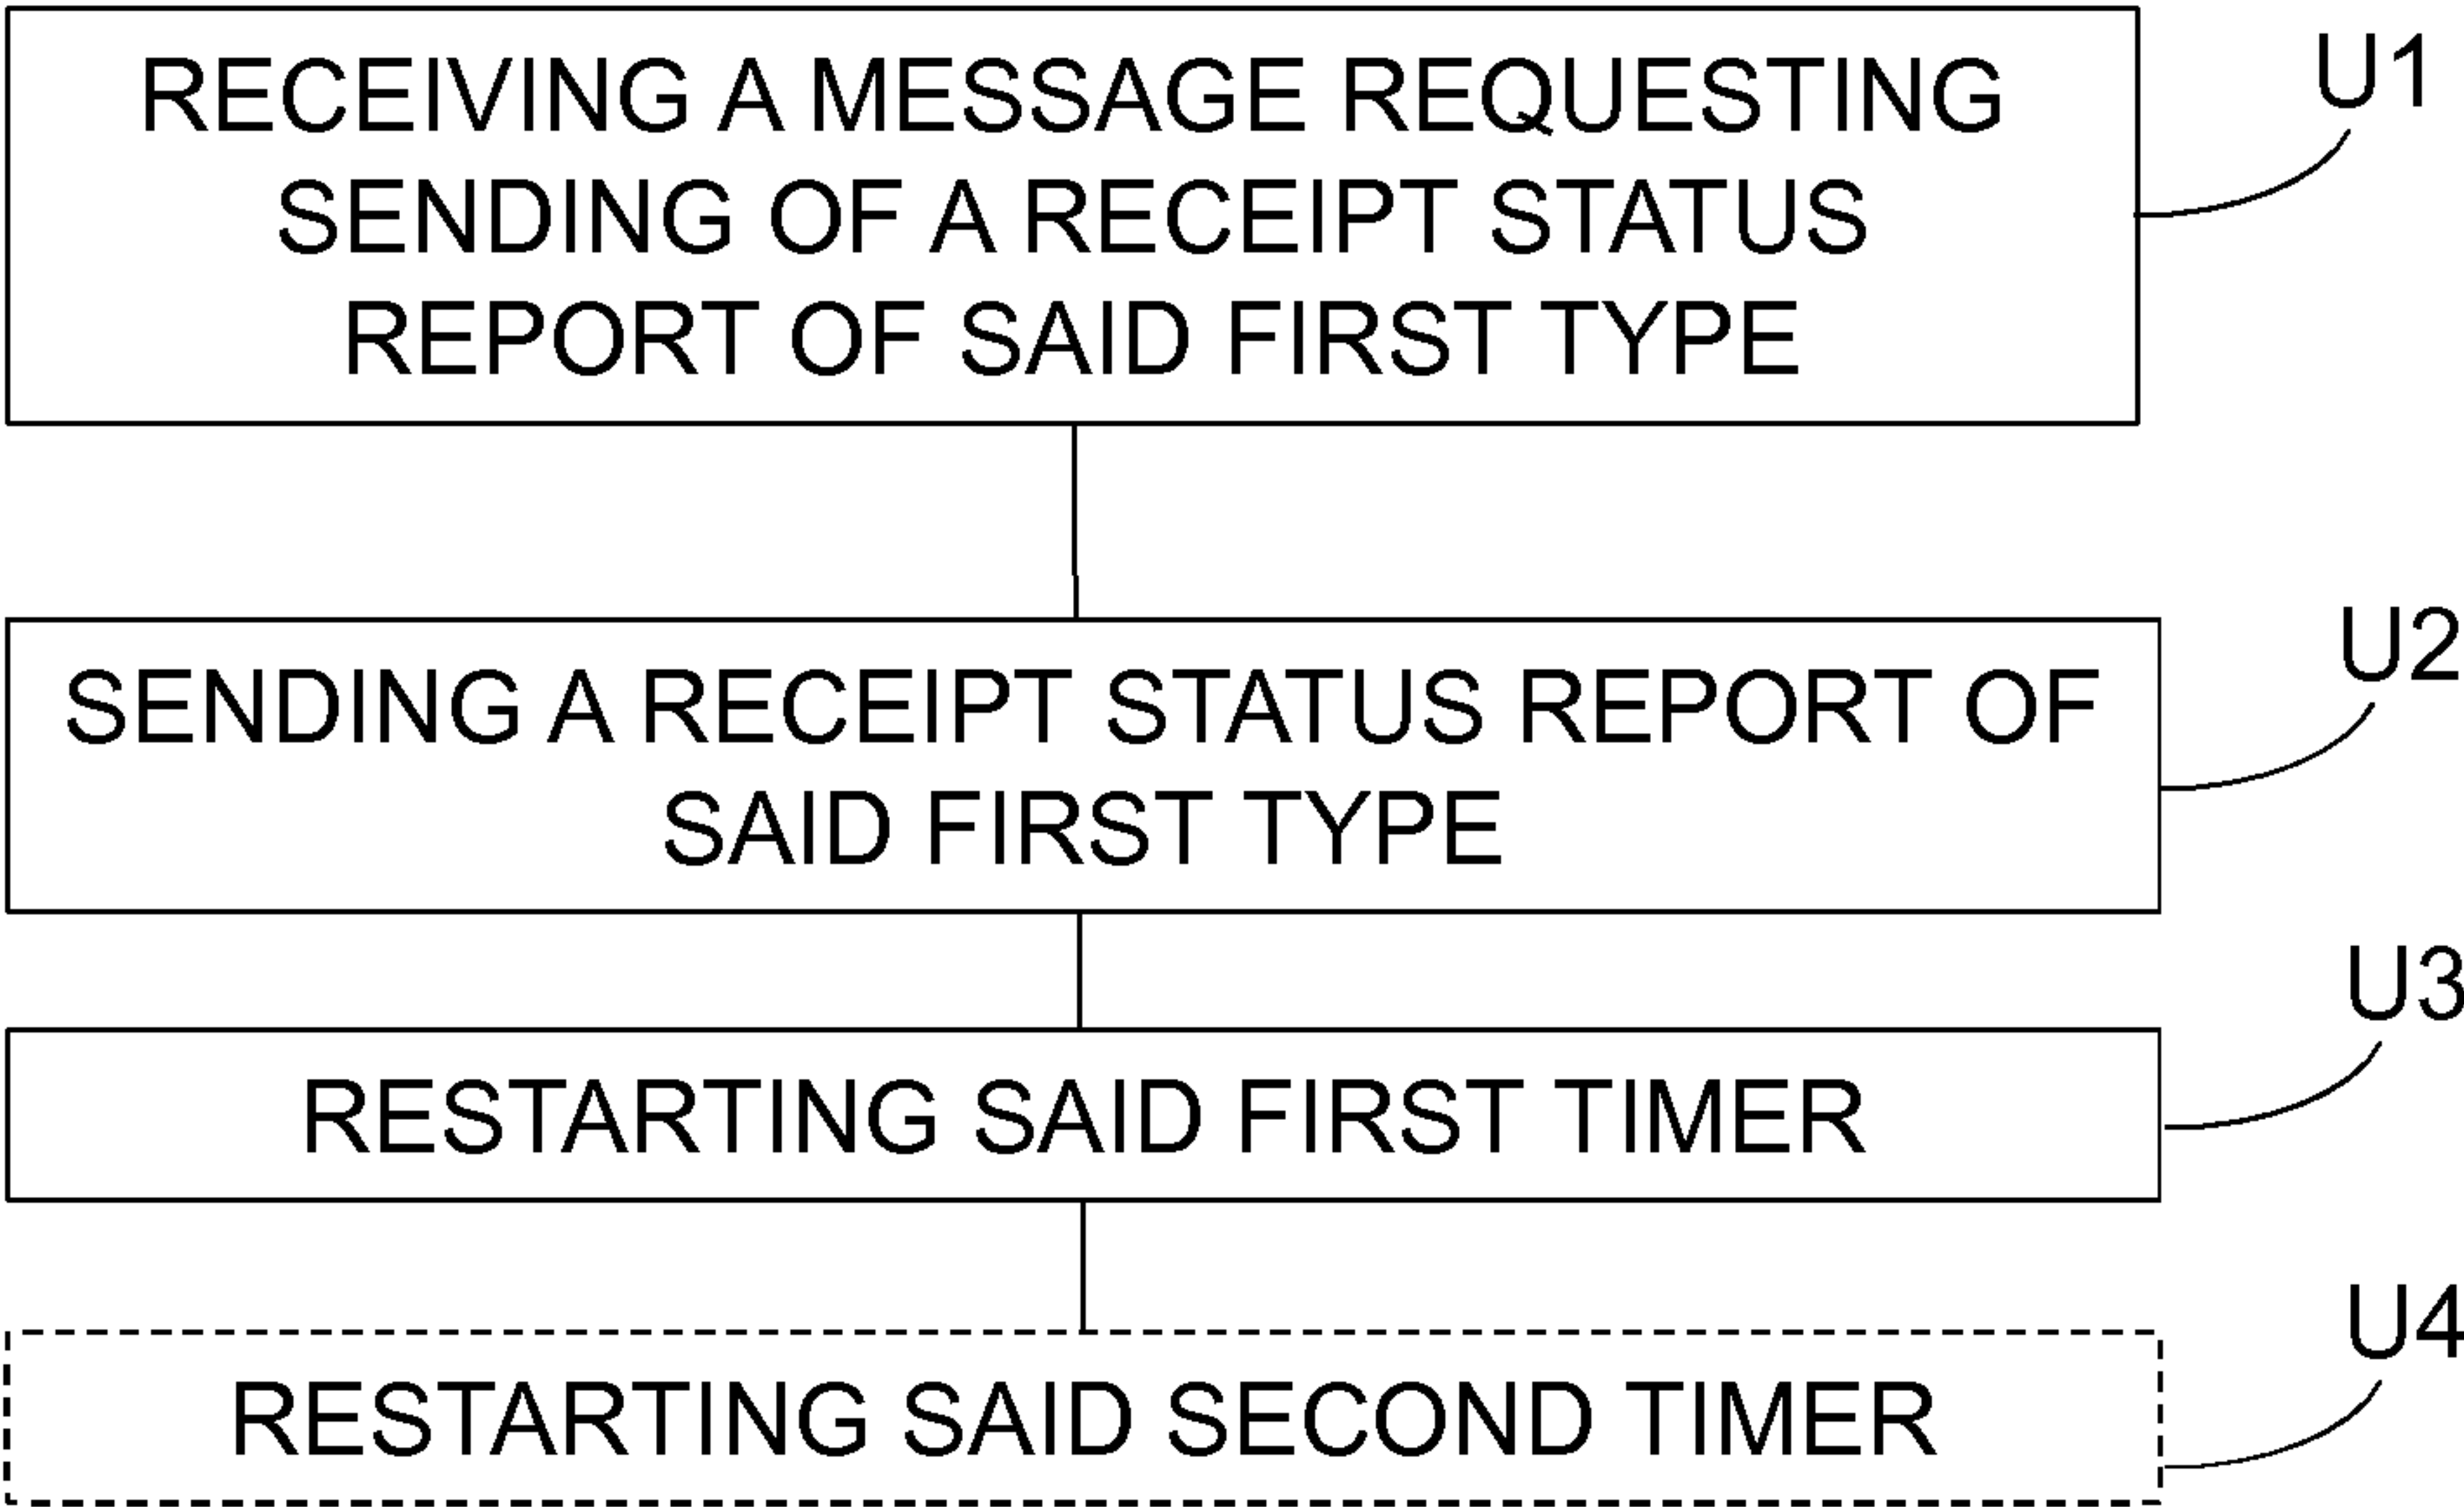 RECEIVING A MESSAGE REQUESTING
SENDING OF A RECEIPT STATUS
REPORT OF SAID FIRST TYPE
U1
SENDING A RECEIPT STATUS REPORT OF
SAID FIRST TYPE
U2
RESTARTING SAID FIRST TIMER
U3
RESTARTING SAID SECOND TIMER
U4